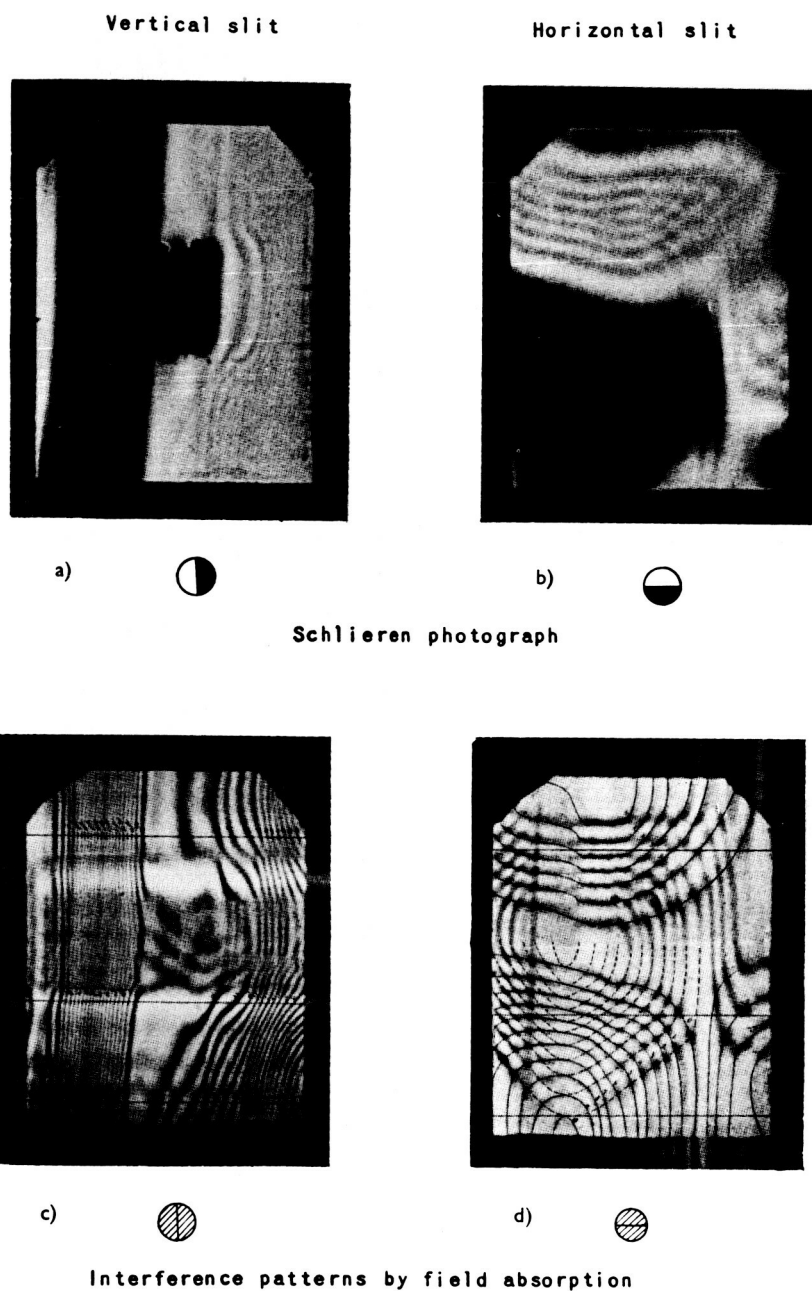 Vertical slit
Horizontal slit
a)
b)
Schlieren photograph
c)
d)
Interference patterns by field absorption